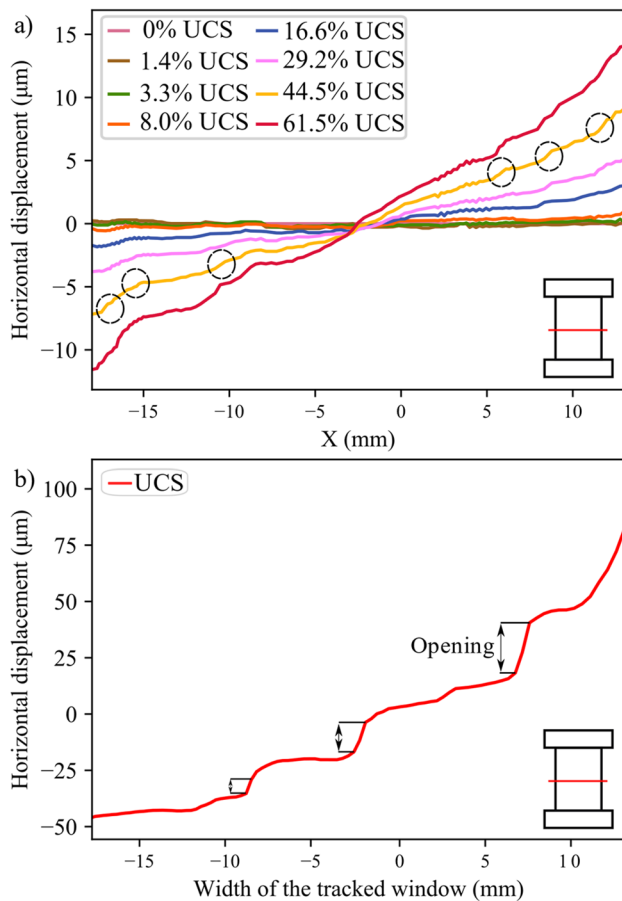 a)
Horizontal displacement (μm)
15
10
5
0
−5
−10
0% UCS
1.4% UCS
3.3% UCS
8.0% UCS
16.6% UCS
29.2% UCS
44.5% UCS
61.5% UCS
−15 −10 −5 0 5 10
X (mm)
b)
Horizontal displacement (μm)
100
75
50
25
0
−25
−50
UCS
Opening
−15 −10 −5 0 5 10
Width of the tracked window (mm)